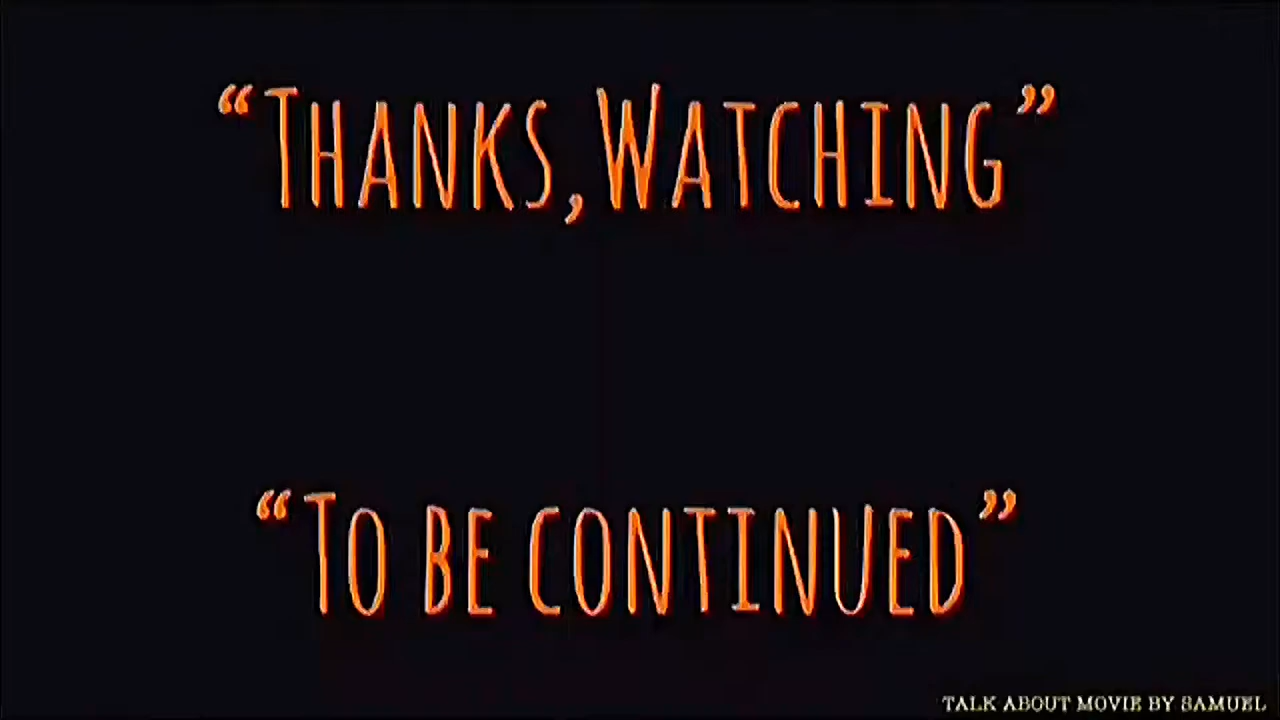 “THANKS,WATCHING”
“TO BE CONTINUED”
TALK ABOUT MOVIE BY SAMUEL